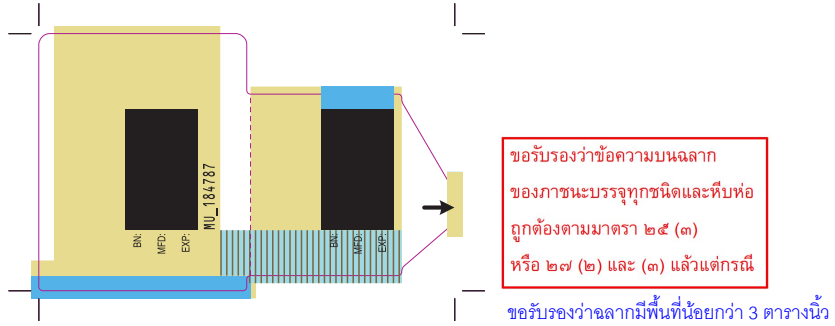 BN:
MFD:
EXP:
MU_184787
BN:
MFD:
EXP:
ขอรับรองว่าข้อความบนฉลาก
ของภาชนะบรรจุทุกชนิดและหีบห่อ
ถูกต้องตามมาตรา ๒๕ (๓)
หรือ ๒๗ (๒) และ (๓) แล้วแต่กรณี
ขอรับรองว่าฉลากมีพื้นที่น้อยกว่า 3 ตารางนิ้ว